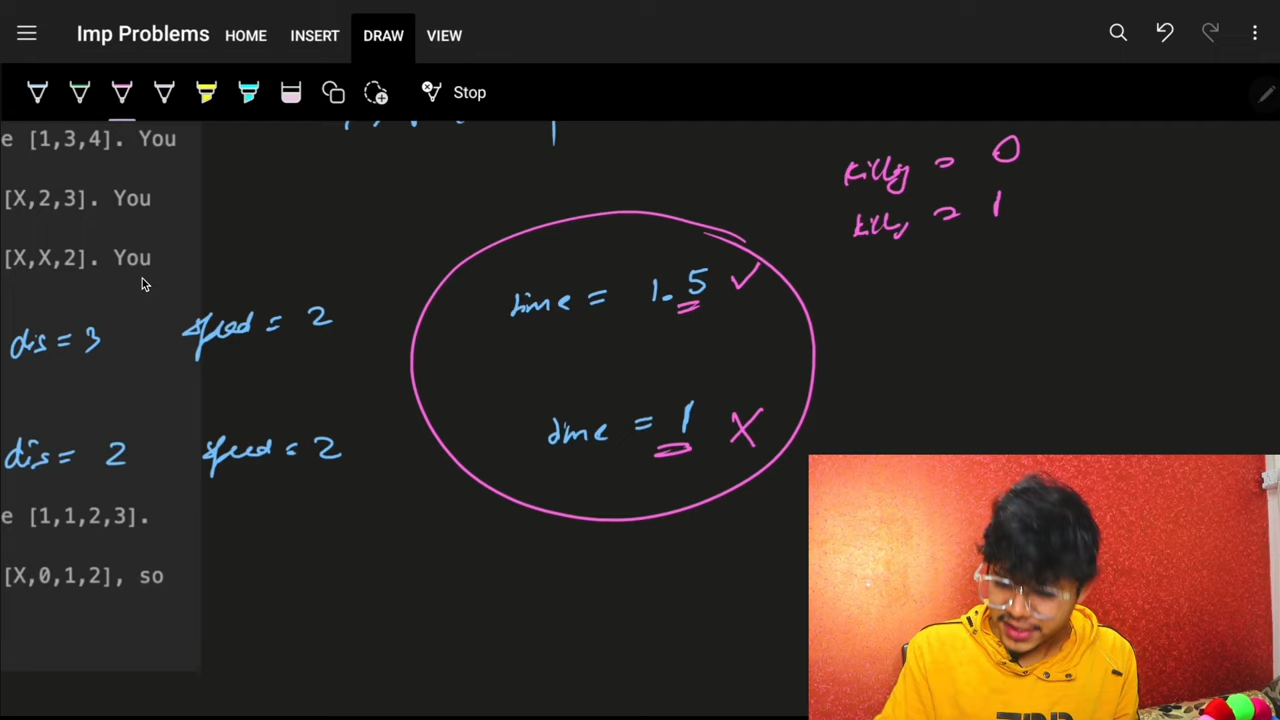 Imp Problems HOME INSERT DRAW VIEW
Stop
e [1,3,4]. You
[X,2,3]. You
[X,X,2]. You
= 0
= 1
time = 1.5 ✓
dis = 3 speed = 2
time = 1 X
dis = 2 speed = 2
e [1,1,2,3].
[X,0,1,2], so